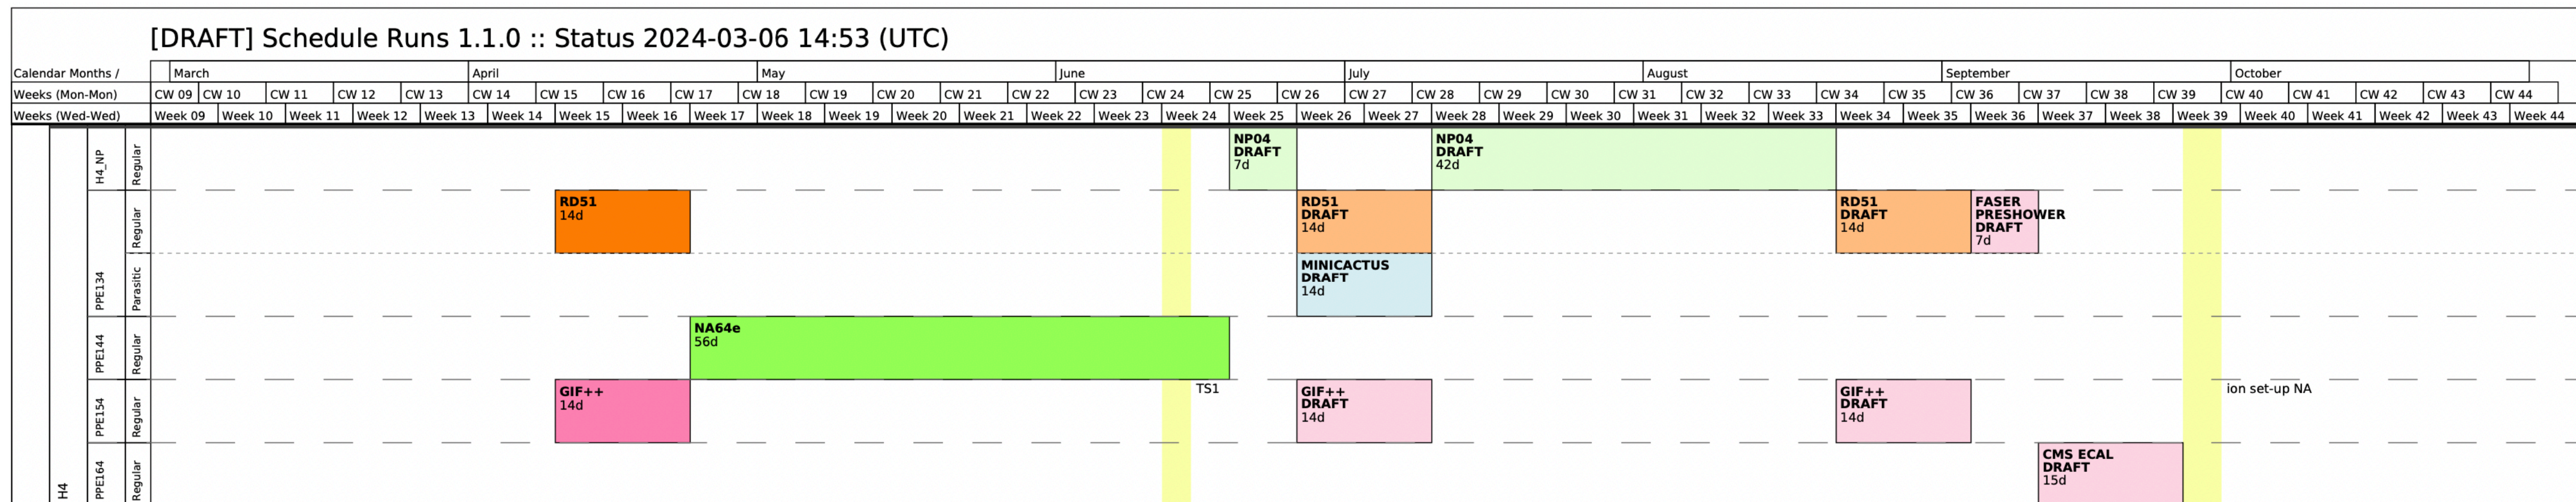 [DRAFT] Schedule Runs 1.1.0 :: Status 2024-03-06 14:53 (UTC)
Calendar Months / March April May June July August September October
Weeks (Mon-Mon) CW 09 CW 10 CW 11 CW 12 CW 13 CW 14 CW 15 CW 16 CW 17 CW 18 CW 19 CW 20 CW 21 CW 22 CW 23 CW 24 CW 25 CW 26 CW 27 CW 28 CW 29 CW 30 CW 31 CW 32 CW 33 CW 34 CW 35 CW 36 CW 37 CW 38 CW 39 CW 40 CW 41 CW 42 CW 43 CW 44
Weeks (Wed-Wed) Week 09 Week 10 Week 11 Week 12 Week 13 Week 14 Week 15 Week 16 Week 17 Week 18 Week 19 Week 20 Week 21 Week 22 Week 23 Week 24 Week 25 Week 26 Week 27 Week 28 Week 29 Week 30 Week 31 Week 32 Week 33 Week 34 Week 35 Week 36 Week 37 Week 38 Week 39 Week 40 Week 41 Week 42 Week 43 Week 44
H4
H4_NP
Regular
NP04
DRAFT
7d
NP04
DRAFT
42d
PPE134
Regular
RD51
14d
RD51
DRAFT
14d
RD51
DRAFT
14d
FASER
PRESHOWER
DRAFT
7d
Parasitic
MINICACTUS
DRAFT
14d
PPE144
Regular
NA64e
56d
PPE154
Regular
GIF++
14d
TS1
GIF++
DRAFT
14d
GIF++
DRAFT
14d
ion set-up NA
PPE164
Regular
CMS ECAL
DRAFT
15d